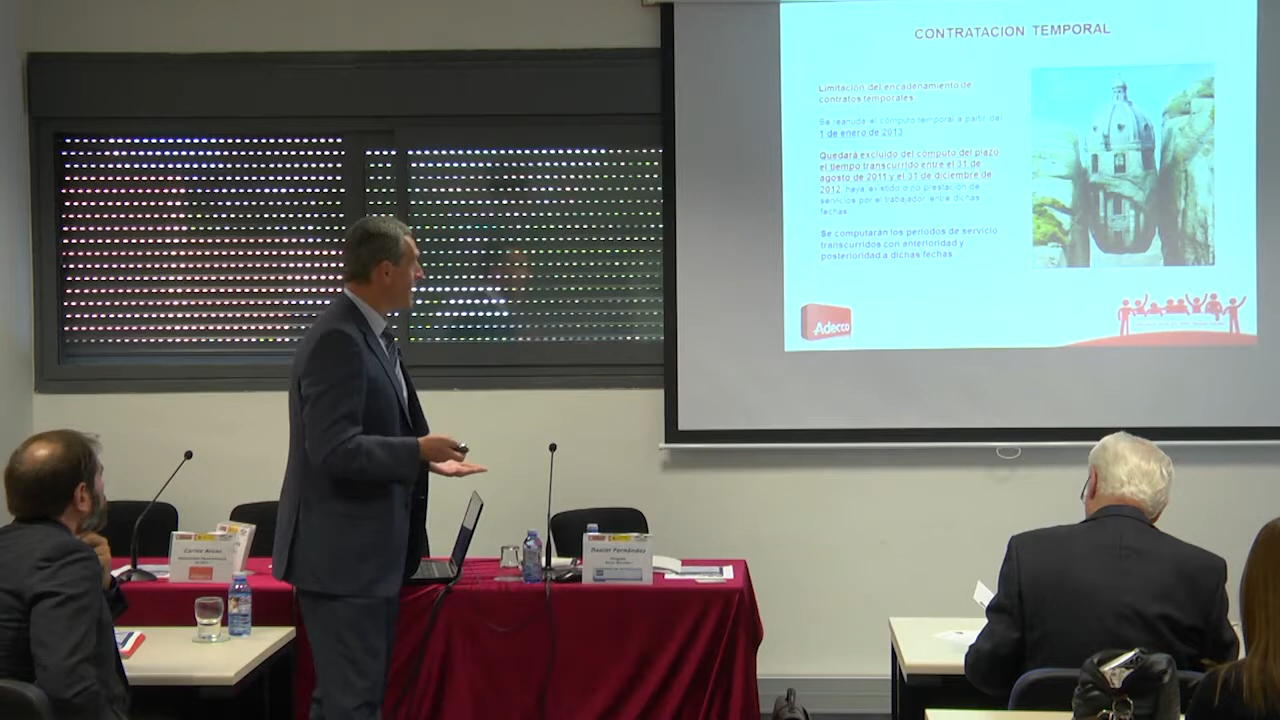 CONTRATACION TEMPORAL
Limitación del encadenamiento de
contratos temporales
Se reanuda el cómputo temporal a partir del
1 de enero de 2013
Quedará excluido del cómputo del plazo
el tiempo transcurrido entre el 31 de
agosto de 2011 y el 31 de diciembre de
2012, haya existido o no prestación de
servicios por el trabajador entre dichas
fechas
Se computarán los periodos de servicio
transcurridos con anterioridad y
posterioridad a dichas fechas
Adecco
Carlos
Daniel Fernández